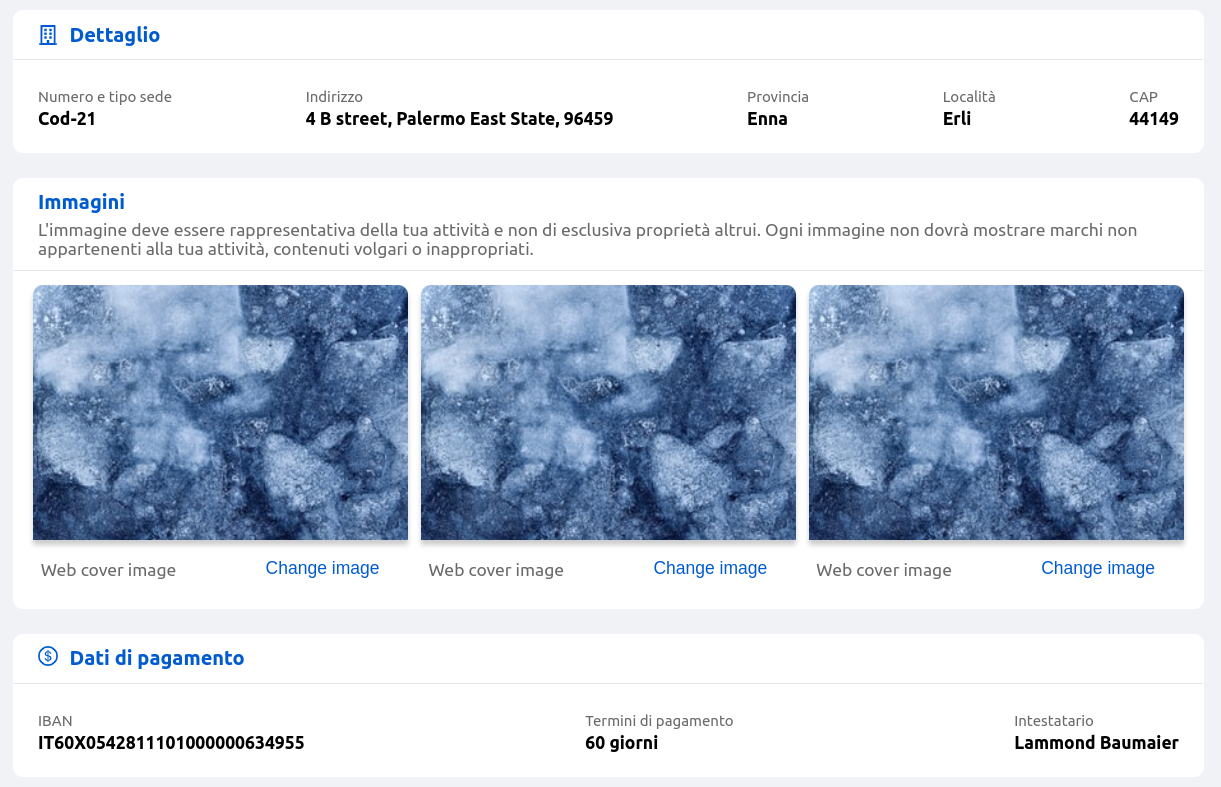 Dettaglio
Numero e tipo sede
Cod-21
Indirizzo
4 B street, Palermo East State, 96459
Provincia
Enna
Località
Erli
CAP
44149
Immagini
L'immagine deve essere rappresentativa della tua attività e non di esclusiva proprietà altrui. Ogni immagine non dovrà mostrare marchi non
appartenenti alla tua attività, contenuti volgari o inappropriati.
Web cover image
Change image
Web cover image
Change image
Web cover image
Change image
Dati di pagamento
IBAN
IT60X0542811101000000634955
Termini di pagamento
60 giorni
Intestatario
Lammond Baumaier